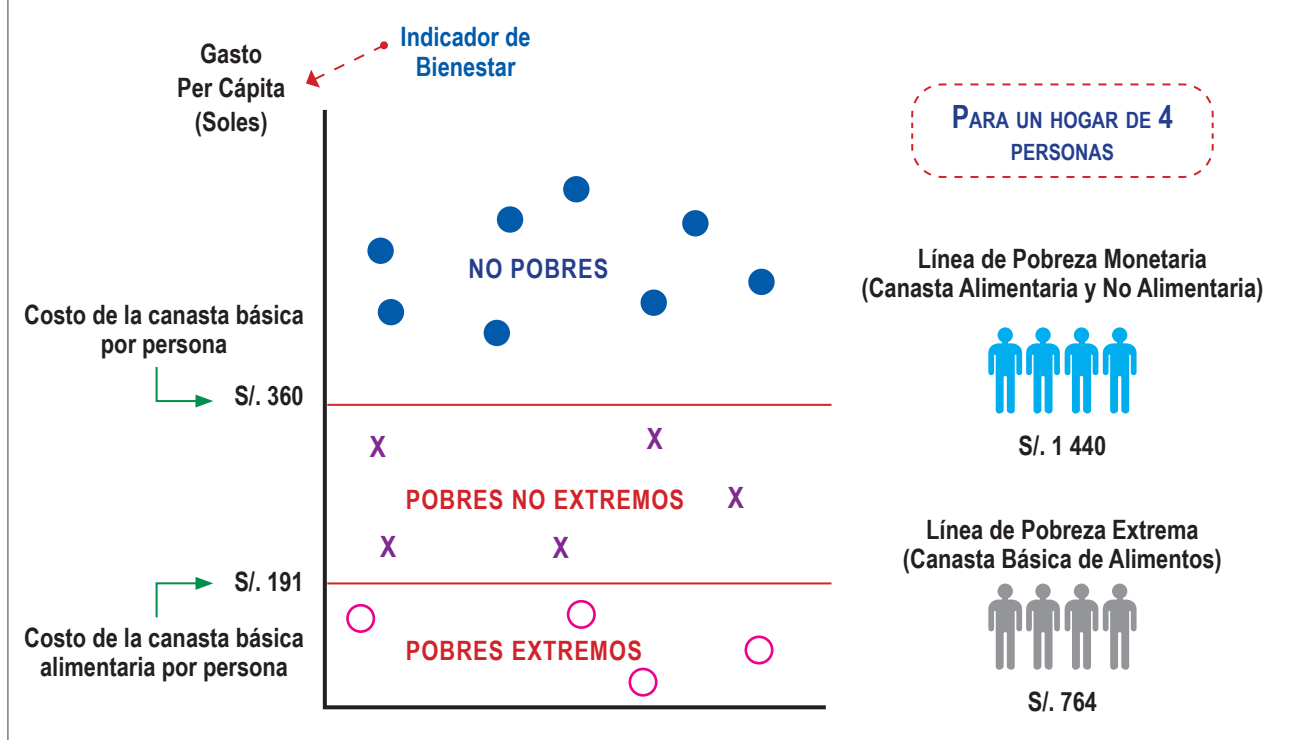 Gasto
Per Cápita
(Soles)
Indicador de
Bienestar
PARA UN HOGAR DE 4
PERSONAS
NO POBRES
Línea de Pobreza Monetaria
(Canasta Alimentaria y No Alimentaria)
Costo de la canasta básica
por persona
S/. 360
S/. 1 440
X
X
POBRES NO EXTREMOS
X
X
X
Línea de Pobreza Extrema
(Canasta Básica de Alimentos)
S/. 191
Costo de la canasta básica
alimentaria por persona
POBRES EXTREMOS
S/. 764